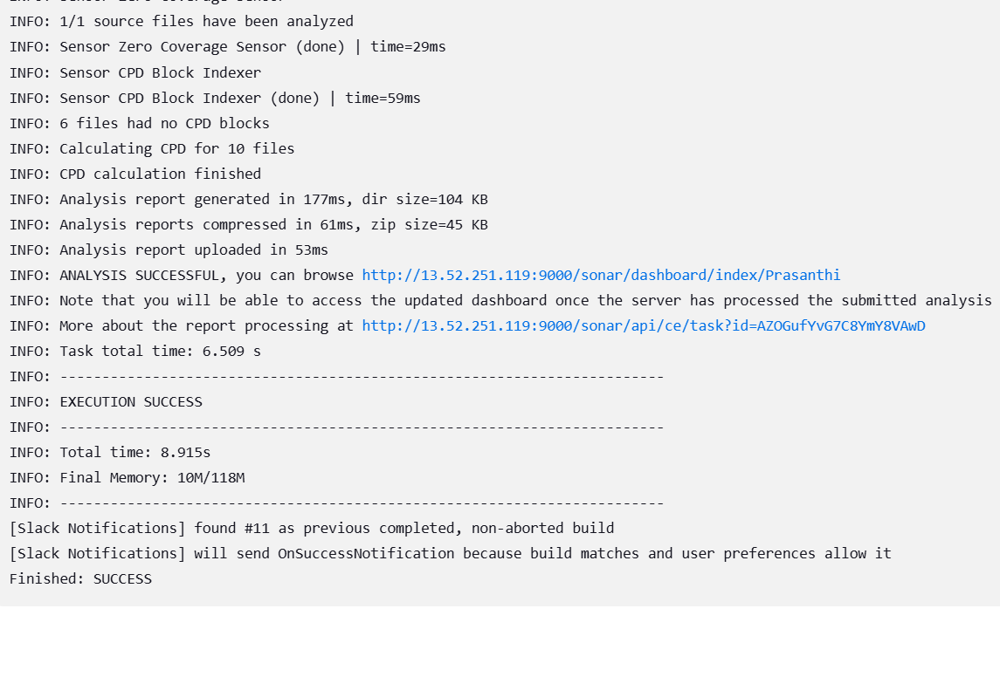 INFO: Sensor Zero Coverage Sensor
INFO: 1/1 source files have been analyzed
INFO: Sensor Zero Coverage Sensor (done) | time=29ms
INFO: Sensor CPD Block Indexer
INFO: Sensor CPD Block Indexer (done) | time=59ms
INFO: 6 files had no CPD blocks
INFO: Calculating CPD for 10 files
INFO: CPD calculation finished
INFO: Analysis report generated in 177ms, dir size=104 KB
INFO: Analysis reports compressed in 61ms, zip size=45 KB
INFO: Analysis report uploaded in 53ms
INFO: ANALYSIS SUCCESSFUL, you can browse http://13.52.251.119:9000/sonar/dashboard/index/Prasanthi
INFO: Note that you will be able to access the updated dashboard once the server has processed the submitted analysis
INFO: More about the report processing at http://13.52.251.119:9000/sonar/api/ce/task?id=AZOGufYvG7C8YmY8VAwD
INFO: Task total time: 6.509 s
INFO: ------------------------------------------------------------------------
INFO: EXECUTION SUCCESS
INFO: ------------------------------------------------------------------------
INFO: Total time: 8.915s
INFO: Final Memory: 10M/118M
INFO: ------------------------------------------------------------------------
[Slack Notifications] found #11 as previous completed, non-aborted build
[Slack Notifications] will send OnSuccessNotification because build matches and user preferences allow it
Finished: SUCCESS